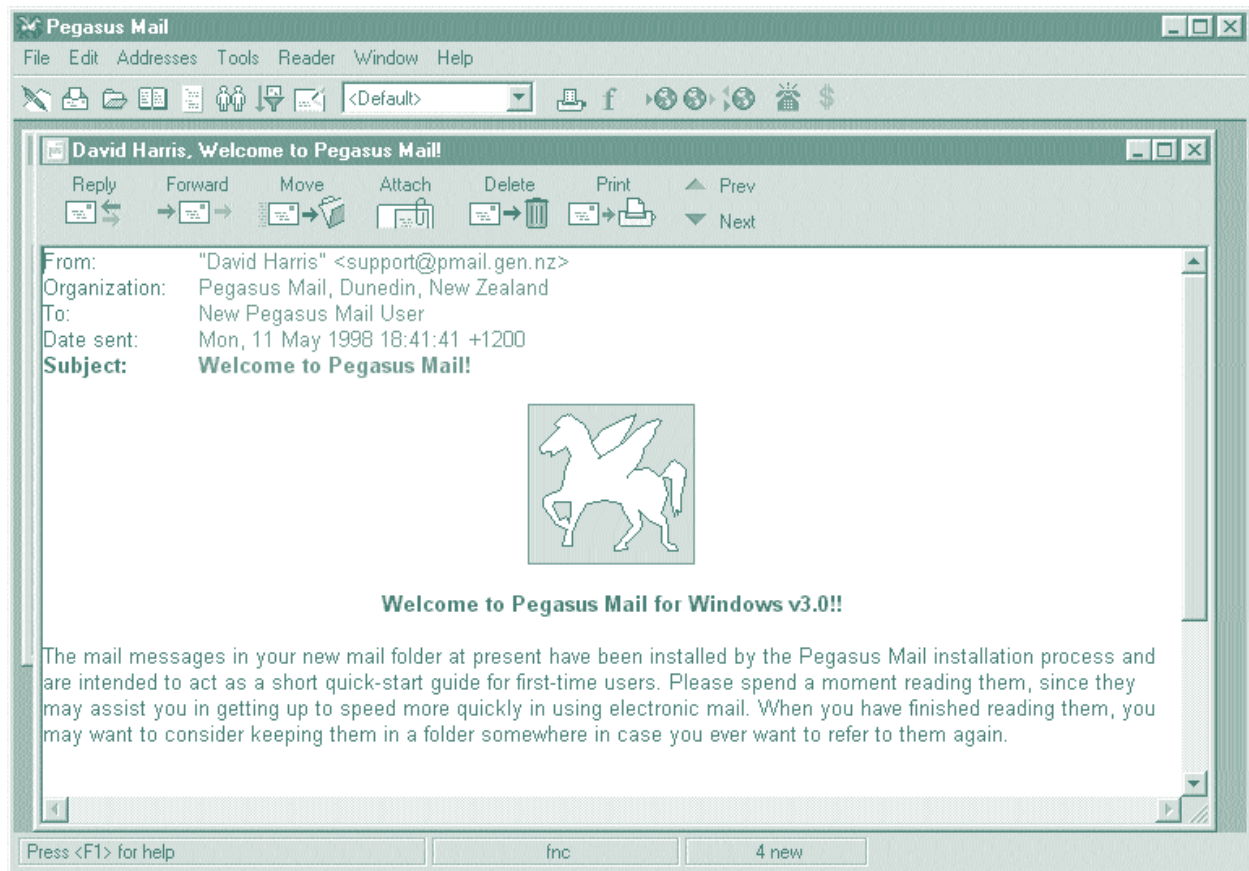 Pegasus Mail
File Edit Addresses Tools Reader Window Help
<Default>
David Harris, Welcome to Pegasus Mail!
Reply Forward Move Attach Delete Print Prev
Next
From: "David Harris" <support@pmail.gen.nz>
Organization: Pegasus Mail, Dunedin, New Zealand
To: New Pegasus Mail User
Date sent: Mon, 11 May 1998 18:41:41 +1200
Subject: Welcome to Pegasus Mail!
Welcome to Pegasus Mail for Windows v3.0!!
The mail messages in your new mail folder at present have been installed by the Pegasus Mail installation process and
are intended to act as a short quick-start guide for first-time users. Please spend a moment reading them, since they
may assist you in getting up to speed more quickly in using electronic mail. When you have finished reading them, you
may want to consider keeping them in a folder somewhere in case you ever want to refer to them again.
Press <F1> for help fnc 4 new